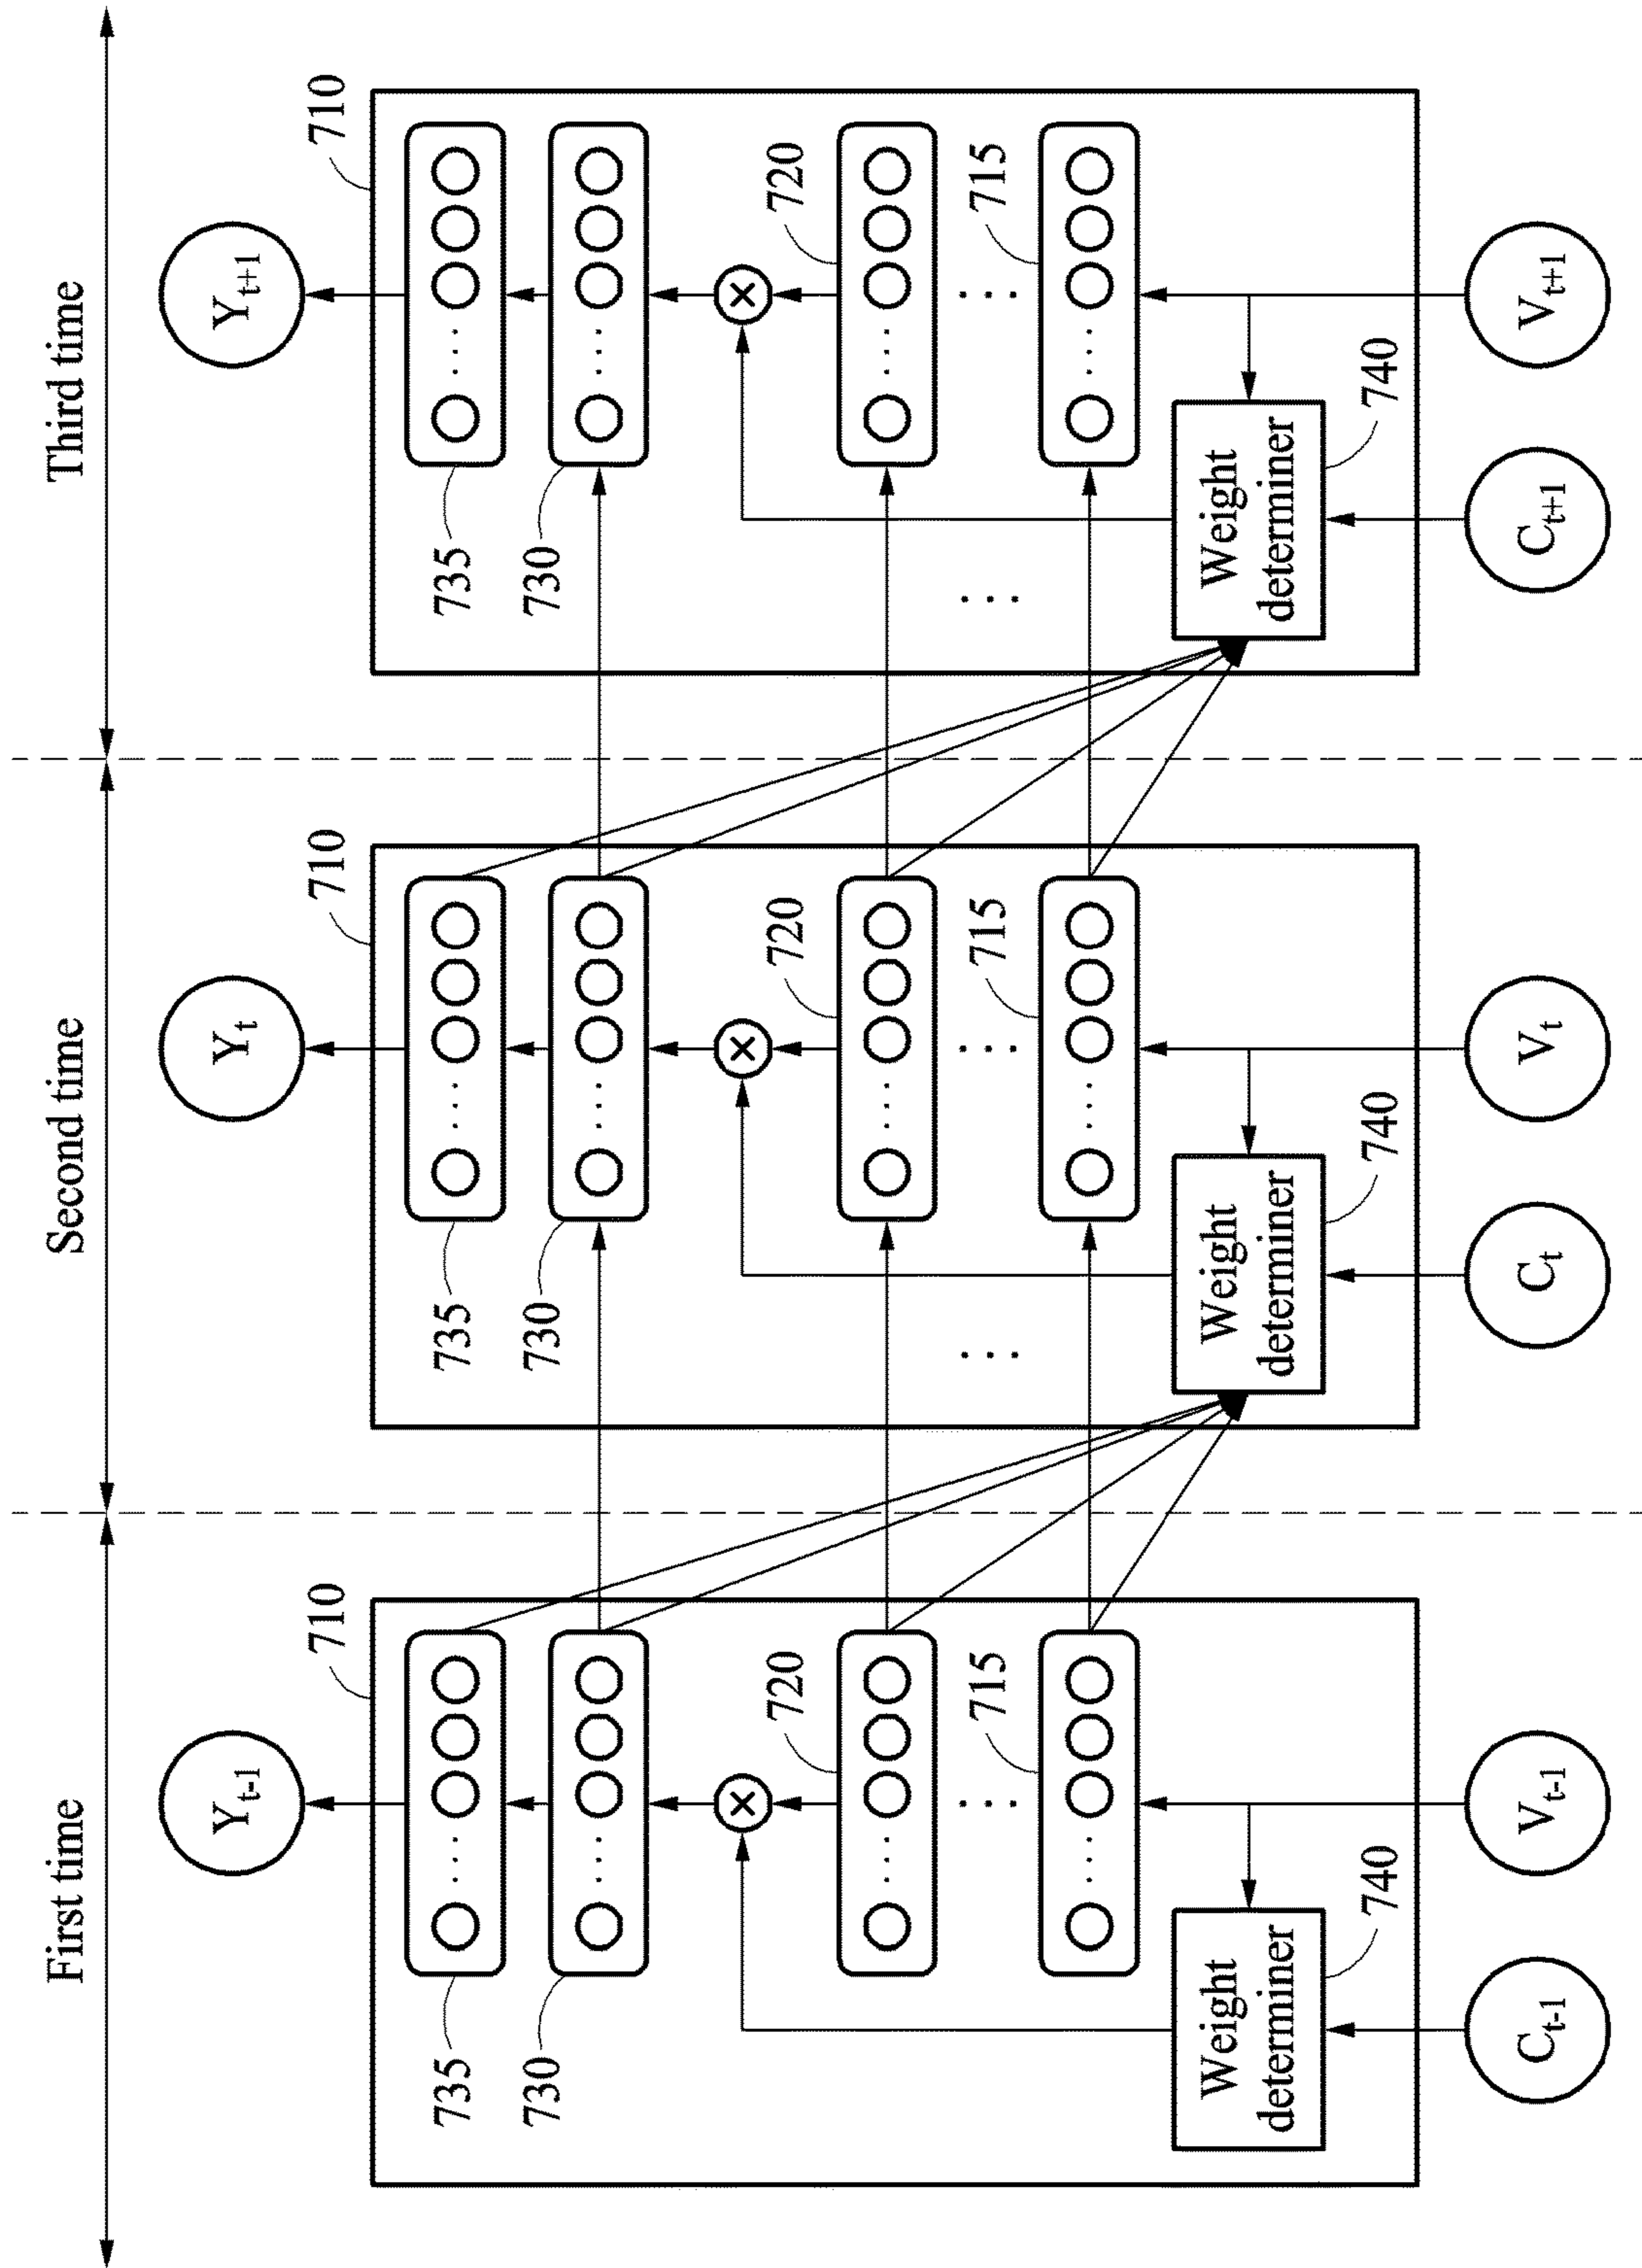 First time
Second time
Third time
Y_{t-1}
Y_t
Y_{t+1}
710
710
710
735
735
735
730
730
730
720
720
720
715
715
715
Weight
determiner
Weight
determiner
Weight
determiner
740
740
740
C_{t-1}
V_{t-1}
C_t
V_t
C_{t+1}
V_{t+1}